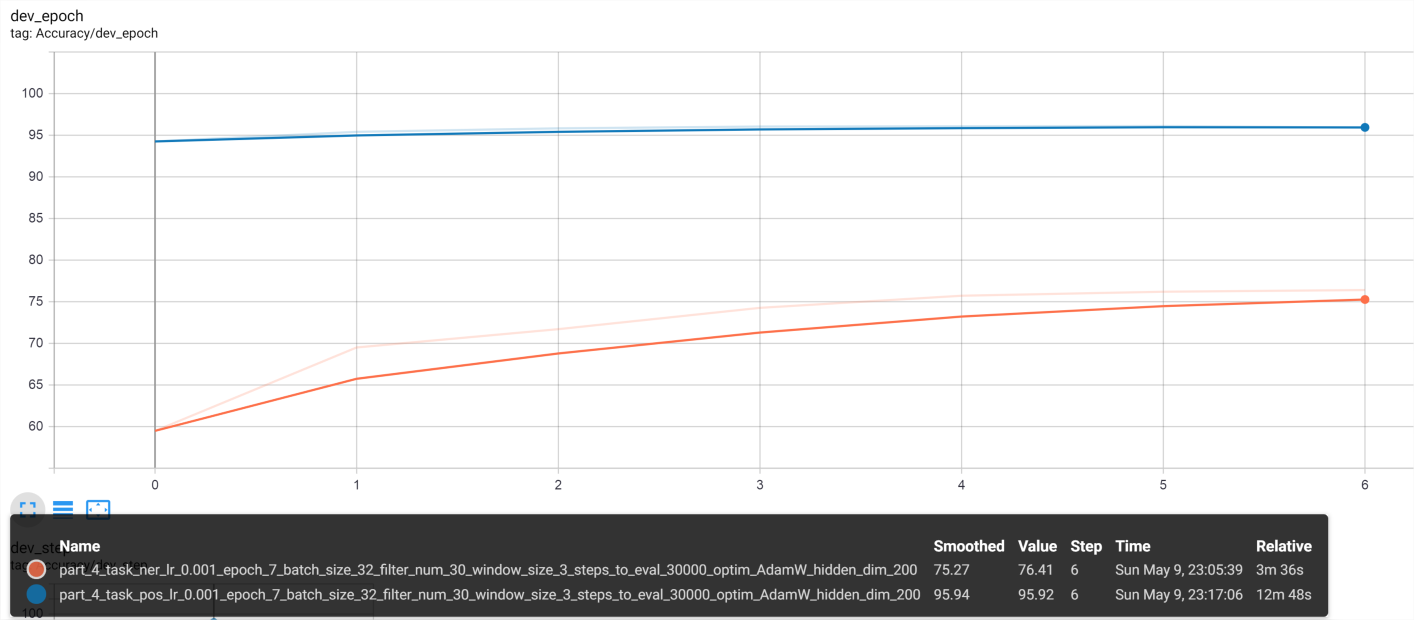 dev_epoch
tag: Accuracy/dev_epoch
100
95
90
85
80
75
70
65
60
0 1 2 3 4 5 6
dev_step
tag: Accuracy/dev_step
Name Smoothed Value Step Time Relative
part_4_task_ner_lr_0.001_epoch_7_batch_size_32_filter_num_30_window_size_3_steps_to_eval_30000_optim_AdamW_hidden_dim_200 75.27 76.41 6 Sun May 9, 23:05:39 3m 36s
part_4_task_pos_lr_0.001_epoch_7_batch_size_32_filter_num_30_window_size_3_steps_to_eval_30000_optim_AdamW_hidden_dim_200 95.94 95.92 6 Sun May 9, 23:17:06 12m 48s
100